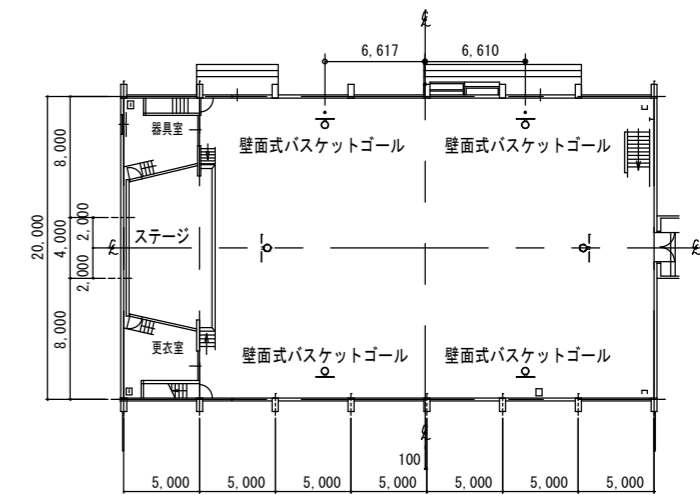 ℄
6,617 6,610
器具室
壁面式バスケットゴール 壁面式バスケットゴール
8,000
20,000
4,000
2,000
2,000
8,000
℄ ステージ ℄
更衣室
壁面式バスケットゴール 壁面式バスケットゴール
℄
100
5,000 5,000 5,000 5,000 5,000 5,000 5,000